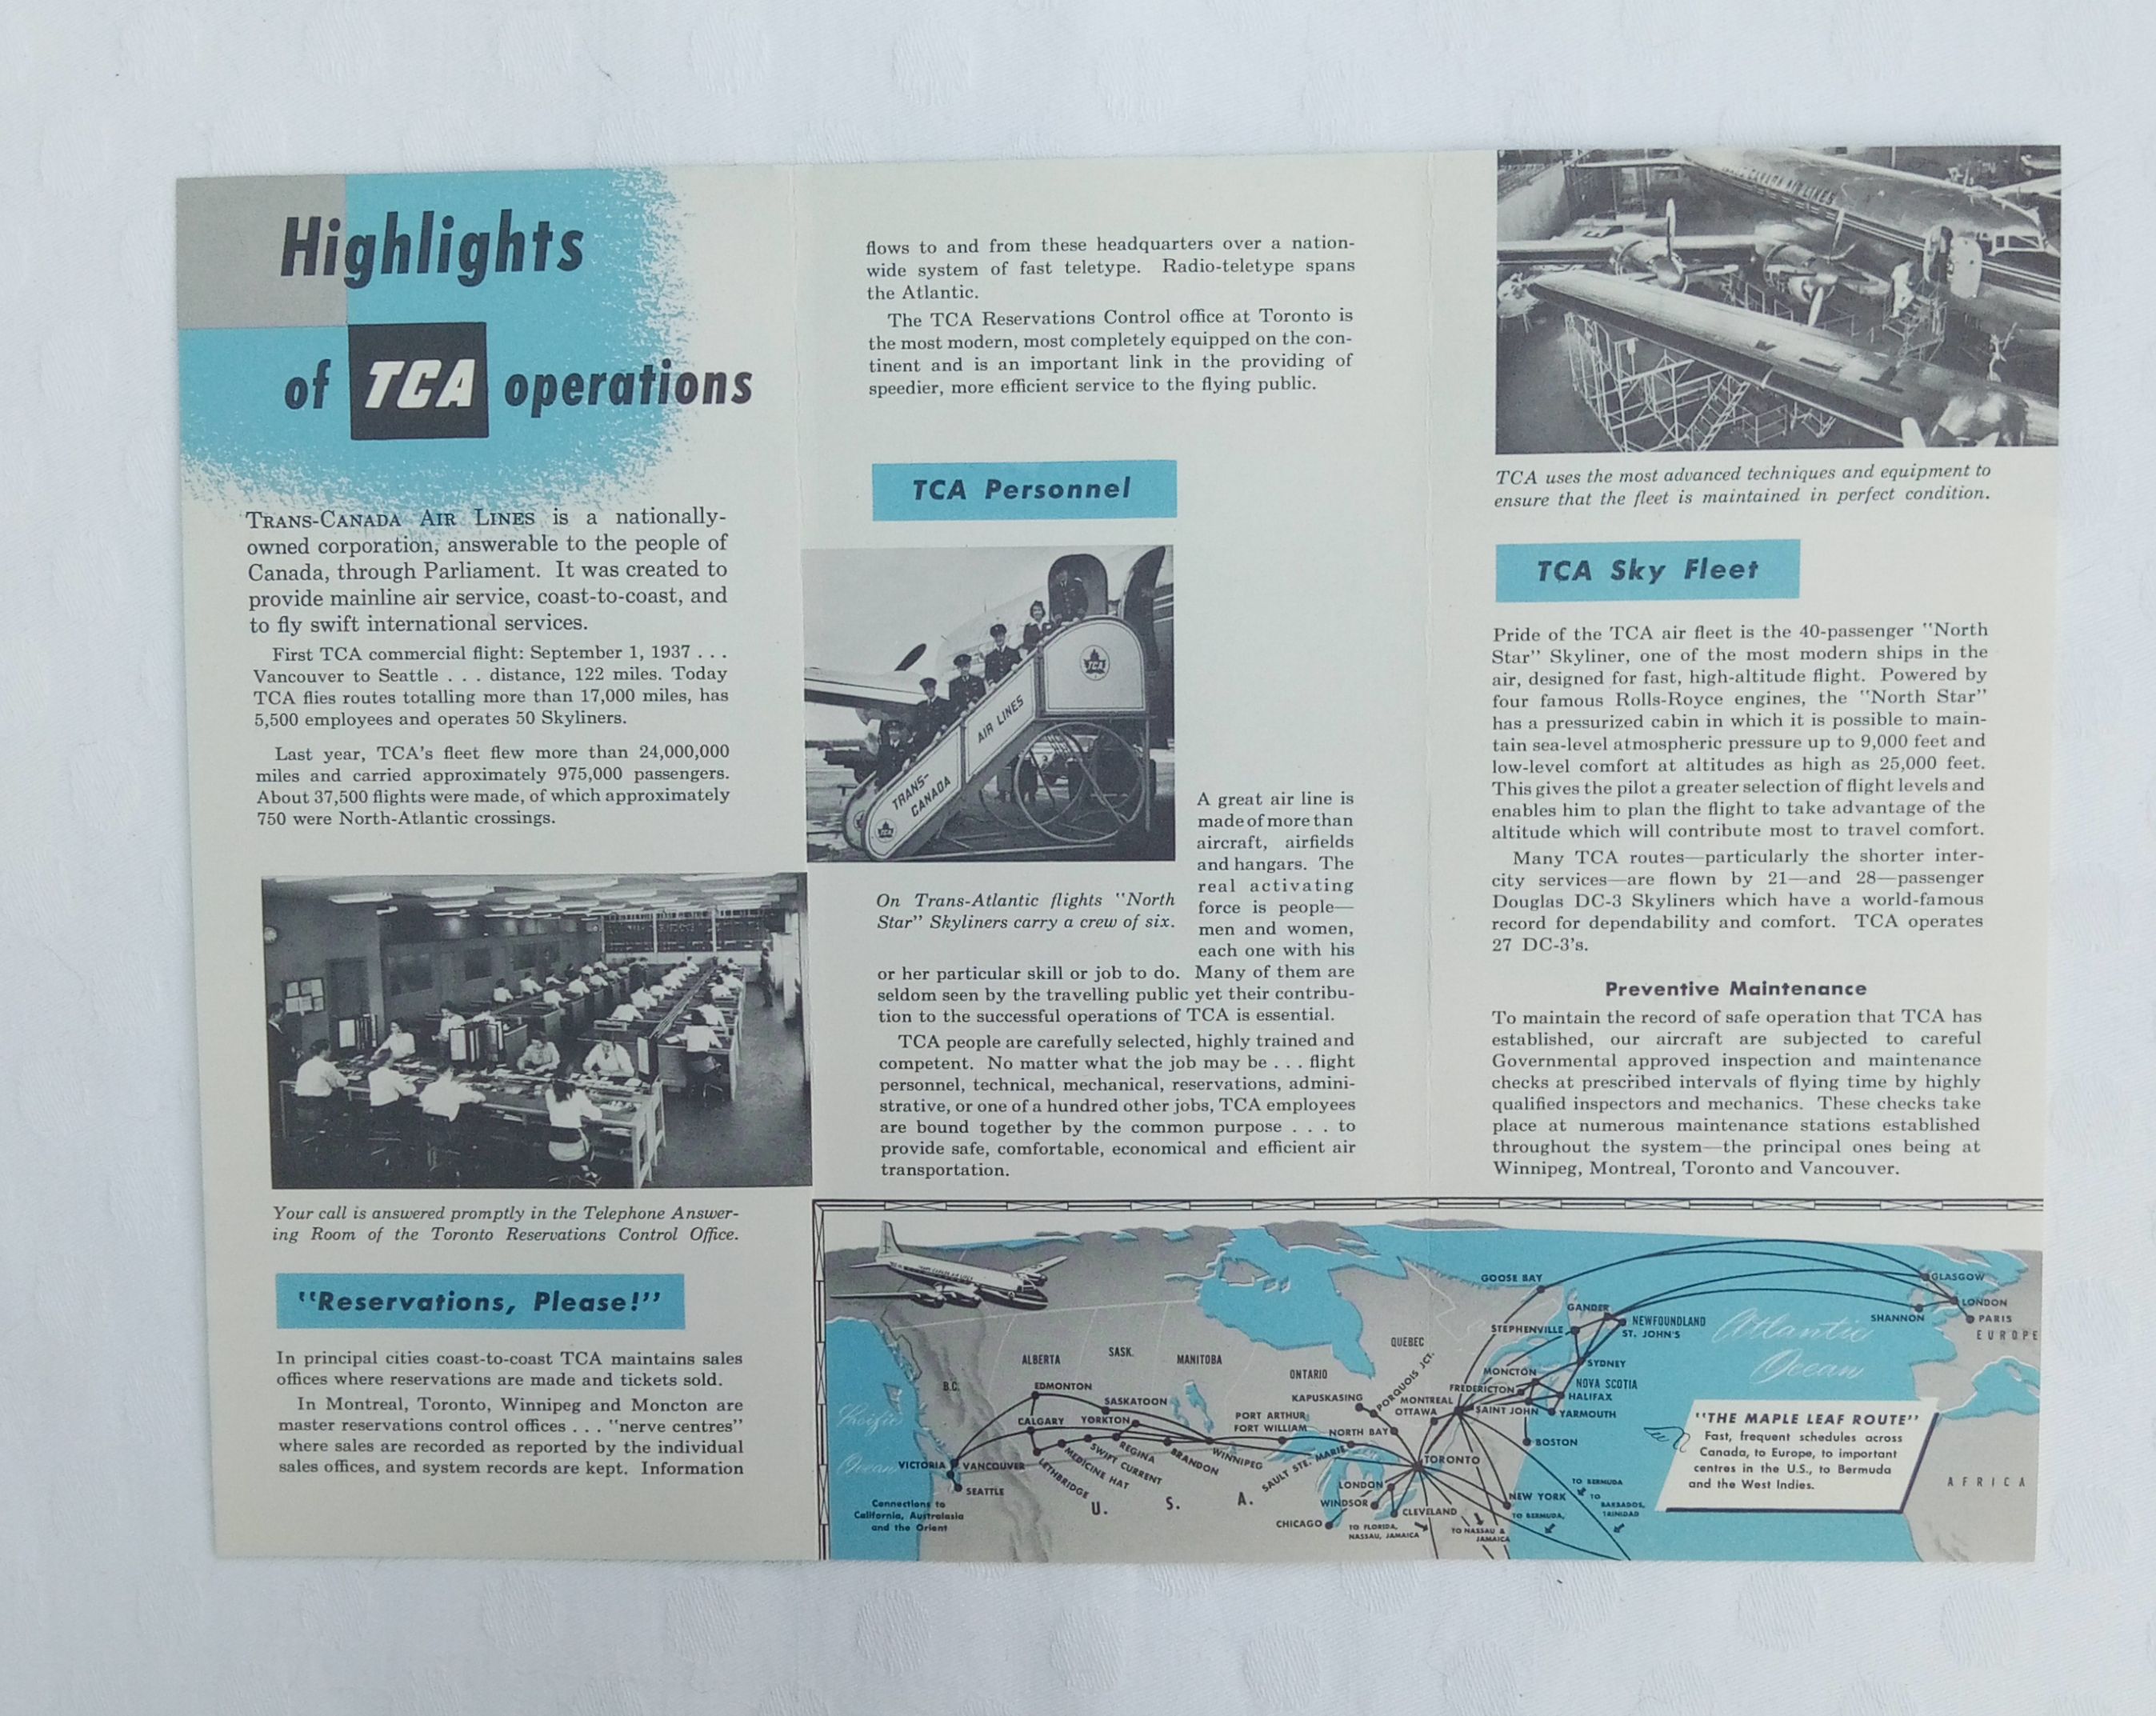 Highlights
of TCA operations
TRANS-CANADA AIR LINES is a nationally-
owned corporation, answerable to the people of
Canada, through Parliament. It was created to
provide mainline air service, coast-to-coast, and
to fly swift international services.
First TCA commercial flight: September 1, 1937 . . .
Vancouver to Seattle . . . distance, 122 miles. Today
TCA flies routes totalling more than 17,000 miles, has
5,500 employees and operates 50 Skyliners.
Last year, TCA's fleet flew more than 24,000,000
miles and carried approximately 975,000 passengers.
About 37,500 flights were made, of which approximately
750 were North-Atlantic crossings.
Your call is answered promptly in the Telephone Answer-
ing Room of the Toronto Reservations Control Office.
"Reservations, Please!"
In principal cities coast-to-coast TCA maintains sales
offices where reservations are made and tickets sold.
In Montreal, Toronto, Winnipeg and Moncton are
master reservations control offices . . . "nerve centres"
where sales are recorded as reported by the individual
sales offices, and system records are kept. Information
flows to and from these headquarters over a nation-
wide system of fast teletype. Radio-teletype spans
the Atlantic.
The TCA Reservations Control office at Toronto is
the most modern, most completely equipped on the con-
tinent and is an important link in the providing of
speedier, more efficient service to the flying public.
TCA Personnel
TCA
AIR LINES
TRANS-
CANADA
TCA
On Trans-Atlantic flights "North
Star" Skyliners carry a crew of six.
A great air line is
made of more than
aircraft, airfields
and hangars. The
real activating
force is people—
men and women,
each one with his
or her particular skill or job to do. Many of them are
seldom seen by the travelling public yet their contribu-
tion to the successful operations of TCA is essential.
TCA people are carefully selected, highly trained and
competent. No matter what the job may be . . . flight
personnel, technical, mechanical, reservations, admini-
strative, or one of a hundred other jobs, TCA employees
are bound together by the common purpose . . . to
provide safe, comfortable, economical and efficient air
transportation.
TCA uses the most advanced techniques and equipment to
ensure that the fleet is maintained in perfect condition.
TCA Sky Fleet
Pride of the TCA air fleet is the 40-passenger "North
Star" Skyliner, one of the most modern ships in the
air, designed for fast, high-altitude flight. Powered by
four famous Rolls-Royce engines, the "North Star"
has a pressurized cabin in which it is possible to main-
tain sea-level atmospheric pressure up to 9,000 feet and
low-level comfort at altitudes as high as 25,000 feet.
This gives the pilot a greater selection of flight levels and
enables him to plan the flight to take advantage of the
altitude which will contribute most to travel comfort.
Many TCA routes—particularly the shorter inter-
city services—are flown by 21—and 28—passenger
Douglas DC-3 Skyliners which have a world-famous
record for dependability and comfort. TCA operates
27 DC-3's.
Preventive Maintenance
To maintain the record of safe operation that TCA has
established, our aircraft are subjected to careful
Governmental approved inspection and maintenance
checks at prescribed intervals of flying time by highly
qualified inspectors and mechanics. These checks take
place at numerous maintenance stations established
throughout the system—the principal ones being at
Winnipeg, Montreal, Toronto and Vancouver.
GOOSE BAY
GLASGOW
LONDON
SHANNON
PARIS
EUROPE
GANDER
NEWFOUNDLAND
STEPHENVILLE
ST. JOHN'S
Atlantic
Ocean
QUEBEC
ALBERTA
SASK.
MANITOBA
ONTARIO
B.C.
PORQUOIS JCT.
SYDNEY
MONCTON
NOVA SCOTIA
FREDERICTON
HALIFAX
EDMONTON
SASKATOON
KAPUSKASING
MONTREAL
OTTAWA
SAINT JOHN
YARMOUTH
Pacific
Ocean
CALGARY
YORKTON
PORT ARTHUR
FORT WILLIAM
NORTH BAY
BOSTON
VICTORIA
VANCOUVER
LETHBRIDGE
MEDICINE HAT
SWIFT CURRENT
REGINA
BRANDON
WINNIPEG
SAULT STE. MARIE
TORONTO
SEATTLE
U. S. A.
LONDON
WINDSOR
CHICAGO
CLEVELAND
NEW YORK
TO BERMUDA
TO
BARBADOS,
TRINIDAD
TO BERMUDA,
Connections to
California, Australasia
and the Orient
TO FLORIDA,
NASSAU, JAMAICA
TO NASSAU &
JAMAICA
"THE MAPLE LEAF ROUTE"
Fast, frequent schedules across
Canada, to Europe, to important
centres in the U.S., to Bermuda
and the West Indies.
AFRICA